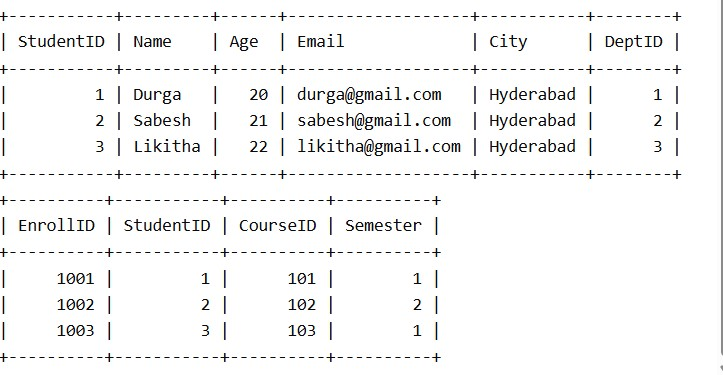 +-----------+---------+------+-------------------+-----------+--------+
| StudentID | Name    | Age  | Email             | City      | DeptID |
+-----------+---------+------+-------------------+-----------+--------+
|         1 | Durga   |   20 | durga@gmail.com   | Hyderabad |      1 |
|         2 | Sabesh  |   21 | sabesh@gmail.com  | Hyderabad |      2 |
|         3 | Likitha |   22 | likitha@gmail.com | Hyderabad |      3 |
+-----------+---------+------+-------------------+-----------+--------+
+----------+-----------+----------+----------+
| EnrollID | StudentID | CourseID | Semester |
+----------+-----------+----------+----------+
|     1001 |         1 |      101 |        1 |
|     1002 |         2 |      102 |        2 |
|     1003 |         3 |      103 |        1 |
+----------+-----------+----------+----------+